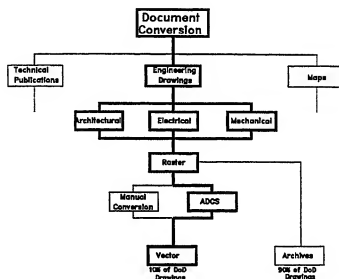 Document
Conversion
Technical
Publications
Engineering
Drawings
Maps
Architectural
Electrical
Mechanical
Raster
Manual
Conversion
ADCS
Vector
Archives
10% of DoD
Drawings
90% of DoD
Drawings